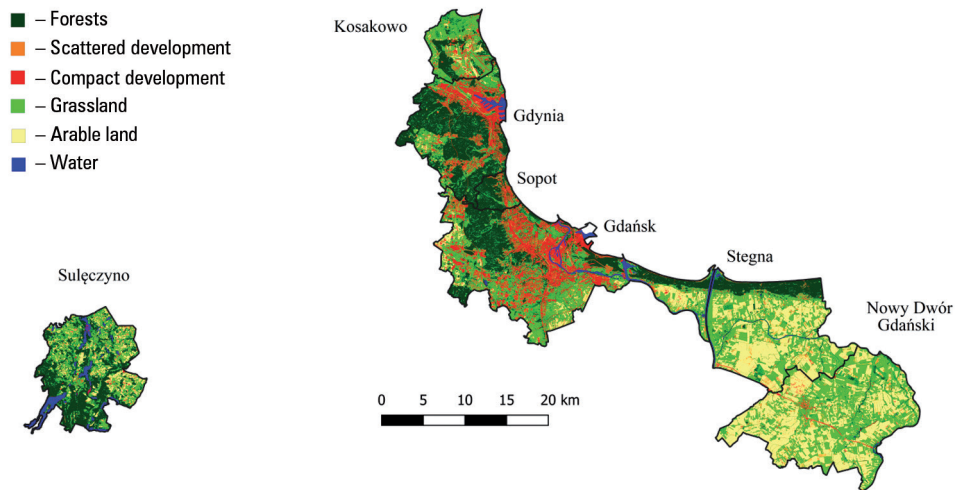 – Forests
– Scattered development
– Compact development
– Grassland
– Arable land
– Water
Kosakowo
Gdynia
Sopot
Gdańsk
Stegna
Nowy Dwór
Gdański
Sulęczyno
0 5 10 15 20 km